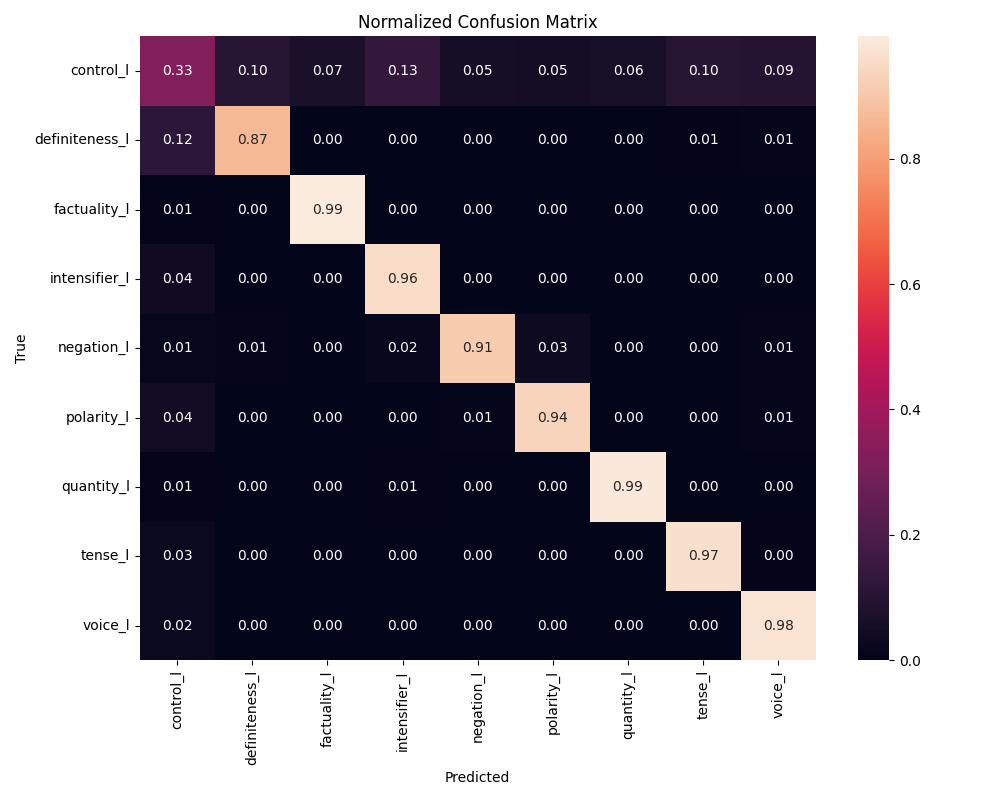 Normalized Confusion Matrix
control_l 0.33 0.10 0.07 0.13 0.05 0.05 0.06 0.10 0.09
definiteness_l 0.12 0.87 0.00 0.00 0.00 0.00 0.00 0.01 0.01
factuality_l 0.01 0.00 0.99 0.00 0.00 0.00 0.00 0.00 0.00
intensifier_l 0.04 0.00 0.00 0.96 0.00 0.00 0.00 0.00 0.00
negation_l 0.01 0.01 0.00 0.02 0.91 0.03 0.00 0.00 0.01
polarity_l 0.04 0.00 0.00 0.00 0.01 0.94 0.00 0.00 0.01
quantity_l 0.01 0.00 0.00 0.01 0.00 0.00 0.99 0.00 0.00
tense_l 0.03 0.00 0.00 0.00 0.00 0.00 0.00 0.97 0.00
voice_l 0.02 0.00 0.00 0.00 0.00 0.00 0.00 0.00 0.98
True
control_l definiteness_l factuality_l intensifier_l negation_l polarity_l quantity_l tense_l voice_l
Predicted
0.8
0.6
0.4
0.2
0.0